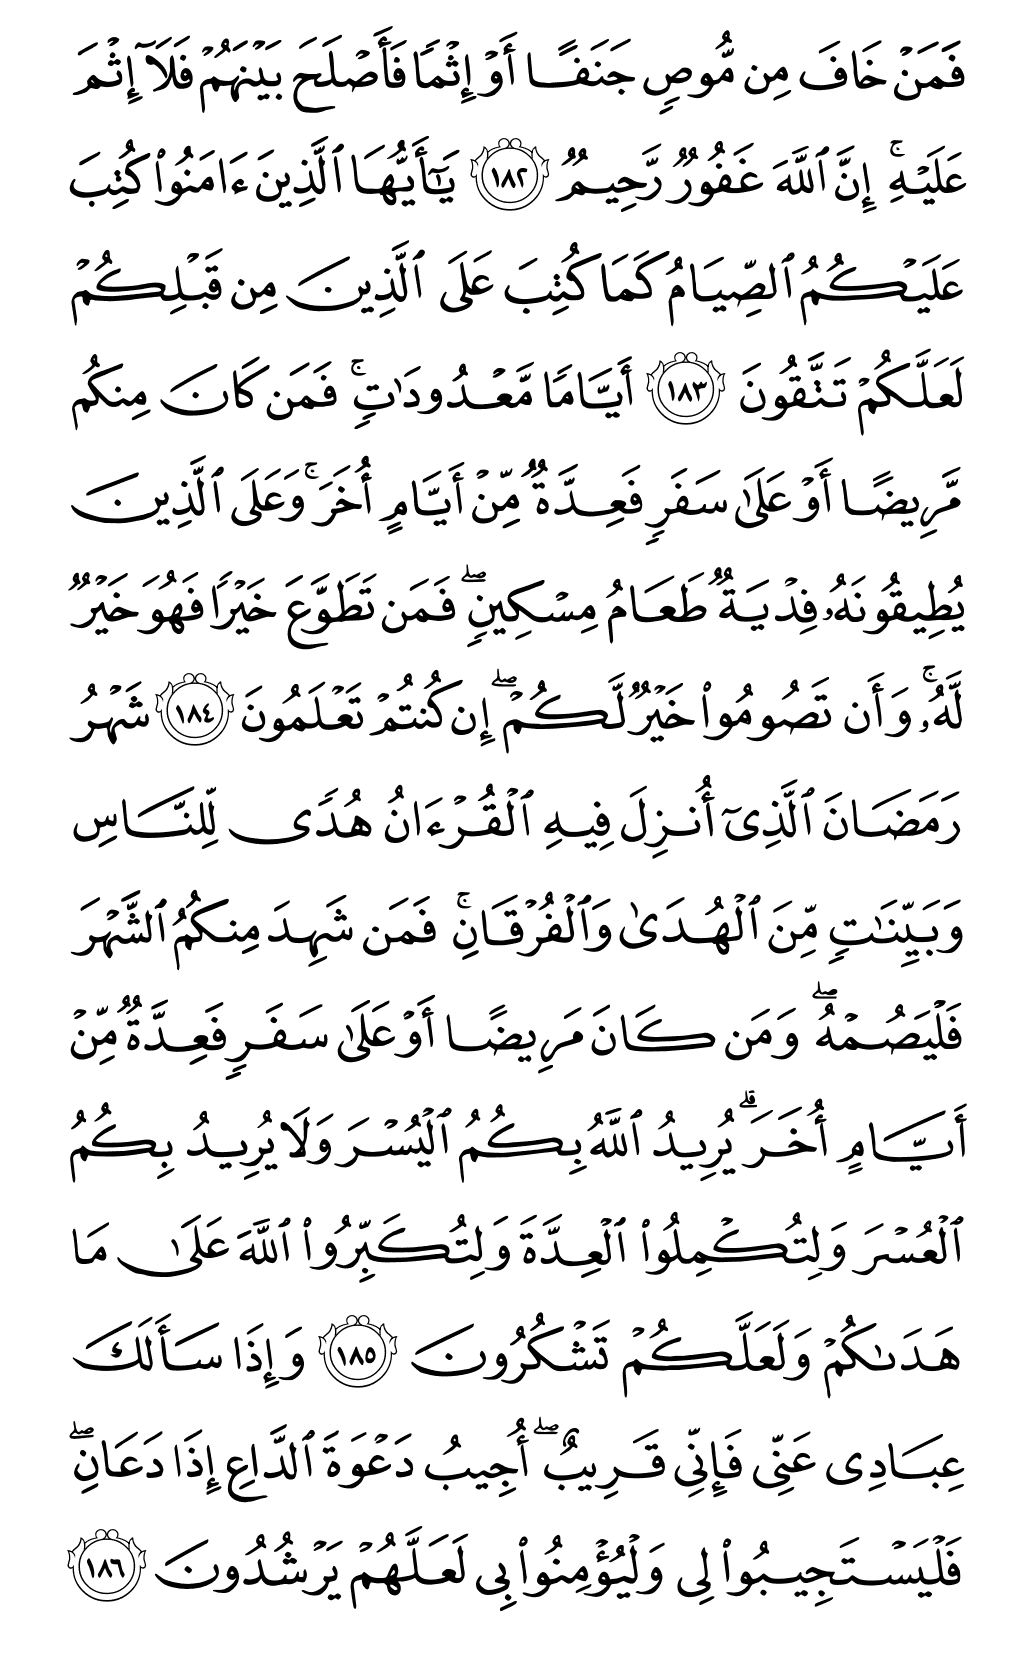 فَمَنۡ خَافَ مِن مُّوصٖ جَنَفًا أَوۡ إِثۡمٗا فَأَصۡلَحَ بَيۡنَهُمۡ فَلَآ إِثۡمَ
عَلَيۡهِۚ إِنَّ ٱللَّهَ غَفُورٞ رَّحِيمٞ ١٨٢ يَٰٓأَيُّهَا ٱلَّذِينَ ءَامَنُواْ كُتِبَ
عَلَيۡكُمُ ٱلصِّيَامُ كَمَا كُتِبَ عَلَى ٱلَّذِينَ مِن قَبۡلِكُمۡ
لَعَلَّكُمۡ تَتَّقُونَ ١٨٣ أَيَّامٗا مَّعۡدُودَٰتٖۚ فَمَن كَانَ مِنكُم
مَّرِيضًا أَوۡ عَلَىٰ سَفَرٖ فَعِدَّةٞ مِّنۡ أَيَّامٍ أُخَرَۚ وَعَلَى ٱلَّذِينَ
يُطِيقُونَهُۥ فِدۡيَةٞ طَعَامُ مِسۡكِينٖۖ فَمَن تَطَوَّعَ خَيۡرٗا فَهُوَ خَيۡرٞ
لَّهُۥۚ وَأَن تَصُومُواْ خَيۡرٞ لَّكُمۡۖ إِن كُنتُمۡ تَعۡلَمُونَ ١٨٤ شَهۡرُ
رَمَضَانَ ٱلَّذِيٓ أُنزِلَ فِيهِ ٱلۡقُرۡءَانُ هُدٗى لِّلنَّاسِ
وَبَيِّنَٰتٖ مِّنَ ٱلۡهُدَىٰ وَٱلۡفُرۡقَانِۚ فَمَن شَهِدَ مِنكُمُ ٱلشَّهۡرَ
فَلۡيَصُمۡهُۖ وَمَن كَانَ مَرِيضًا أَوۡ عَلَىٰ سَفَرٖ فَعِدَّةٞ مِّنۡ
أَيَّامٍ أُخَرَۗ يُرِيدُ ٱللَّهُ بِكُمُ ٱلۡيُسۡرَ وَلَا يُرِيدُ بِكُمُ
ٱلۡعُسۡرَ وَلِتُكۡمِلُواْ ٱلۡعِدَّةَ وَلِتُكَبِّرُواْ ٱللَّهَ عَلَىٰ مَا
هَدَىٰكُمۡ وَلَعَلَّكُمۡ تَشۡكُرُونَ ١٨٥ وَإِذَا سَأَلَكَ
عِبَادِي عَنِّي فَإِنِّي قَرِيبٌۖ أُجِيبُ دَعۡوَةَ ٱلدَّاعِ إِذَا دَعَانِۖ
فَلۡيَسۡتَجِيبُواْ لِي وَلۡيُؤۡمِنُواْ بِي لَعَلَّهُمۡ يَرۡشُدُونَ ١٨٦